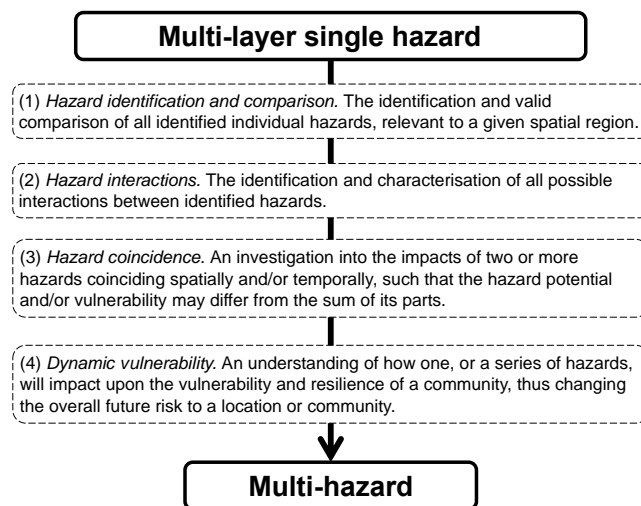 Multi-layer single hazard
(1) Hazard identification and comparison. The identification and valid
comparison of all identified individual hazards, relevant to a given spatial region.
(2) Hazard interactions. The identification and characterisation of all possible
interactions between identified hazards.
(3) Hazard coincidence. An investigation into the impacts of two or more
hazards coinciding spatially and/or temporally, such that the hazard potential
and/or vulnerability may differ from the sum of its parts.
(4) Dynamic vulnerability. An understanding of how one, or a series of hazards,
will impact upon the vulnerability and resilience of a community, thus changing
the overall future risk to a location or community.
Multi-hazard